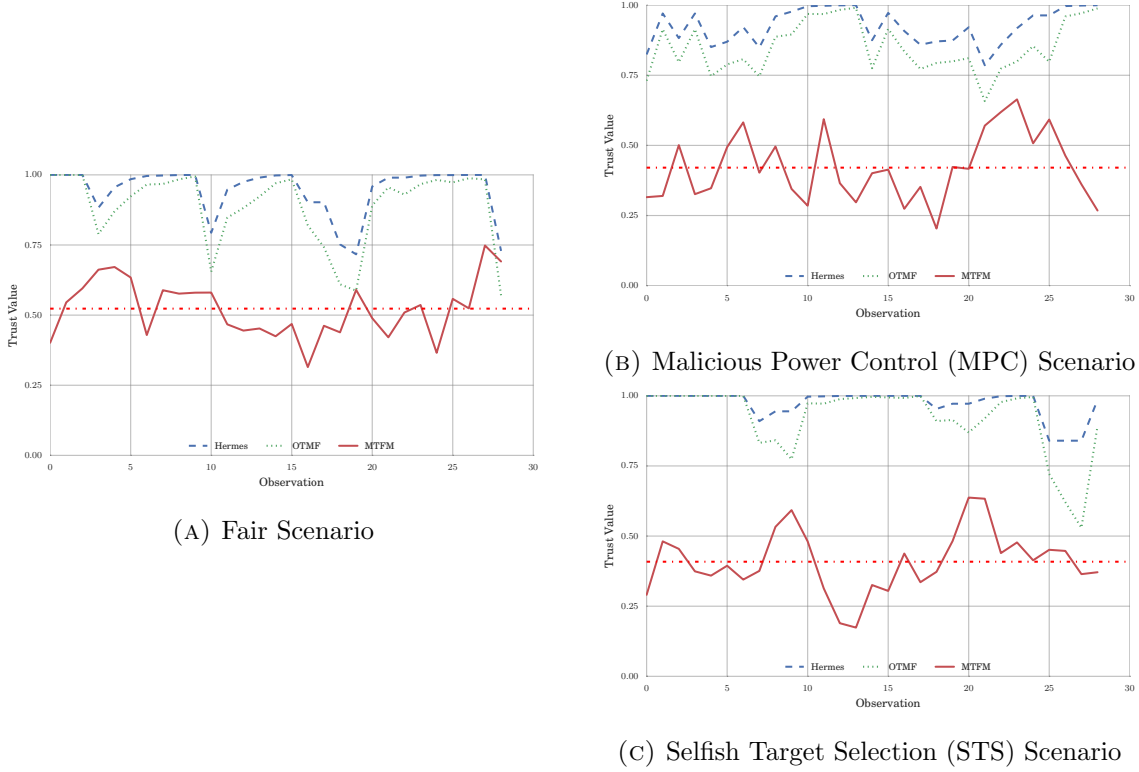 1.00
0.75
0.50
0.25
0.00
Trust Value
0 5 10 15 20 25 30
Hermes OTMF MTFM
Observation
(A) Fair Scenario
1.00
0.75
0.50
0.25
0.00
Trust Value
0 5 10 15 20 25 30
Hermes OTMF MTFM
Observation
(B) Malicious Power Control (MPC) Scenario
1.00
0.75
0.50
0.25
0.00
Trust Value
0 5 10 15 20 25 30
Hermes OTMF MTFM
Observation
(C) Selfish Target Selection (STS) Scenario